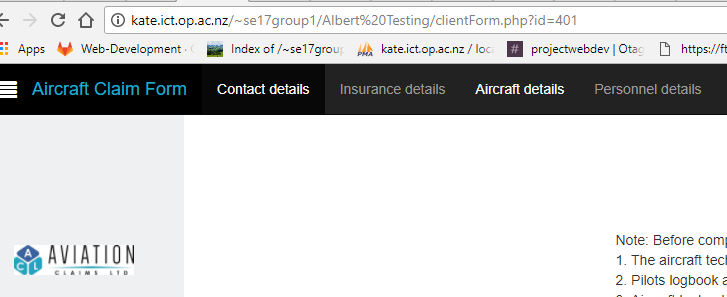 kate.ict.op.ac.nz/~se17group1/Albert%20Testing/clientForm.php?id=401
Apps Web-Development Index of /~se17group kate.ict.op.ac.nz / loca projectwebdev | Otag https://ft
Aircraft Claim Form Contact details Insurance details Aircraft details Personnel details
Note: Before comp
ACL AVIATION
CLAIMS LTD
1. The aircraft tech
2. Pilots logbook a